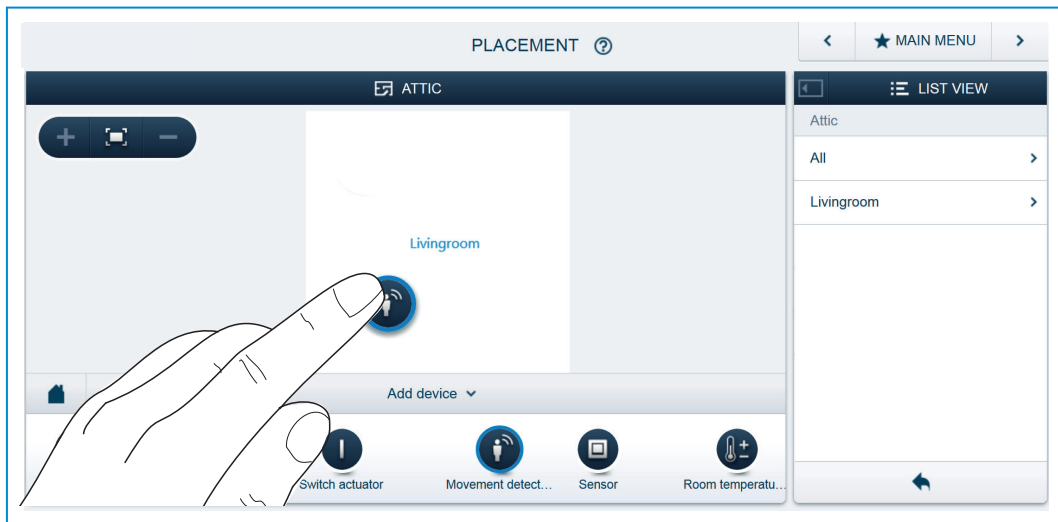 PLACEMENT ?
MAIN MENU
ATTIC
LIST VIEW
Attic
All
Livingroom
Livingroom
Add device
Switch actuator
Movement detect...
Sensor
Room temperatu...